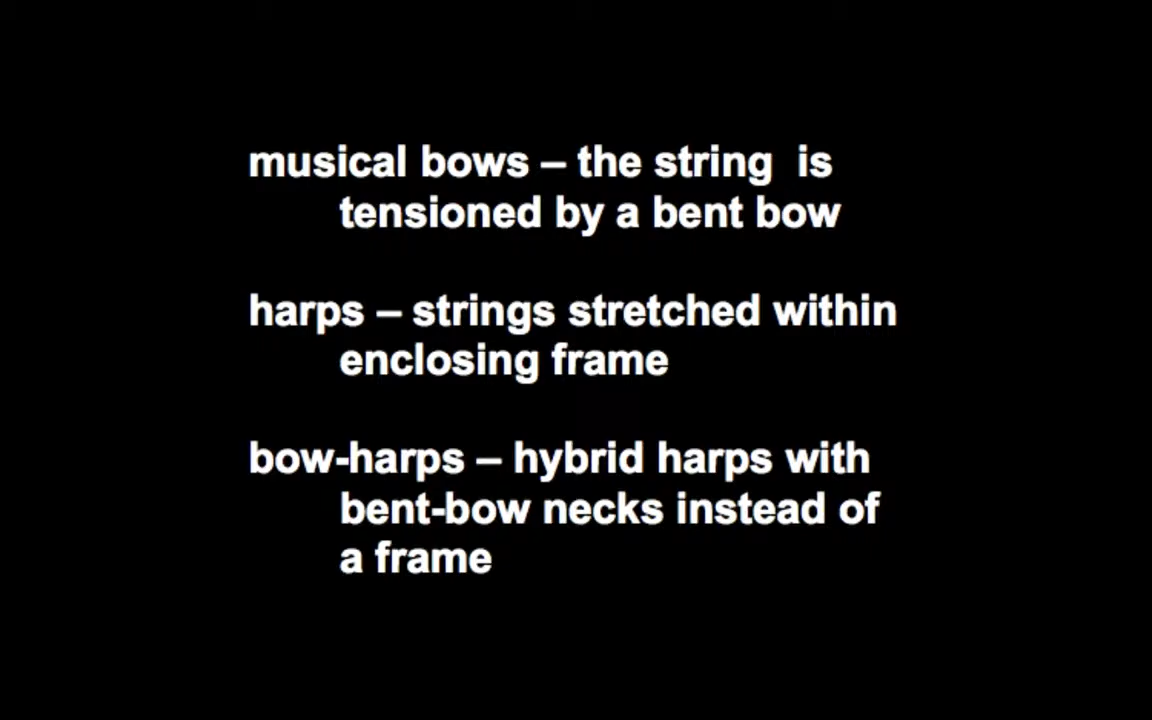 musical bows – the string  is
tensioned by a bent bow
harps – strings stretched within
enclosing frame
bow-harps – hybrid harps with
bent-bow necks instead of
a frame